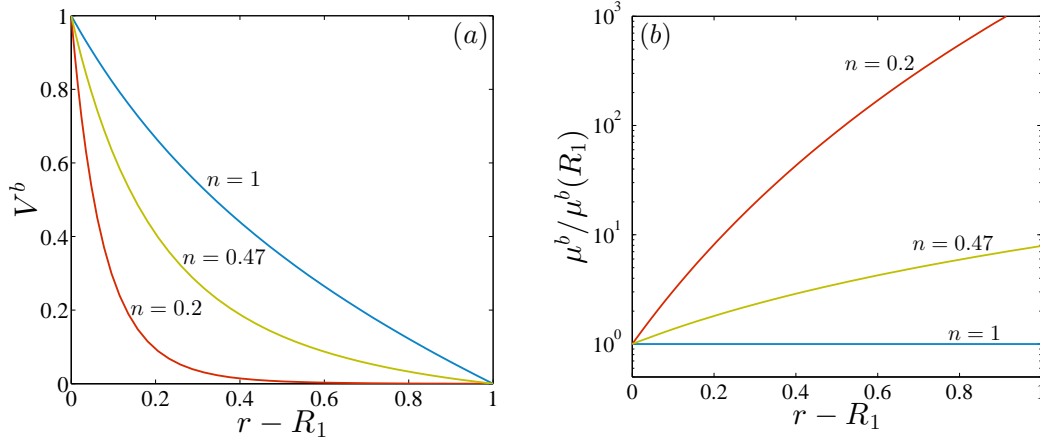 (a)
1
0.8
0.6
0.4
0.2
0
V^b
n = 1
n = 0.47
n = 0.2
0 0.2 0.4 0.6 0.8 1
r − R_1
(b)
10^3
10^2
10^1
10^0
μ^b/μ^b(R_1)
n = 0.2
n = 0.47
n = 1
0 0.2 0.4 0.6 0.8 1
r − R_1